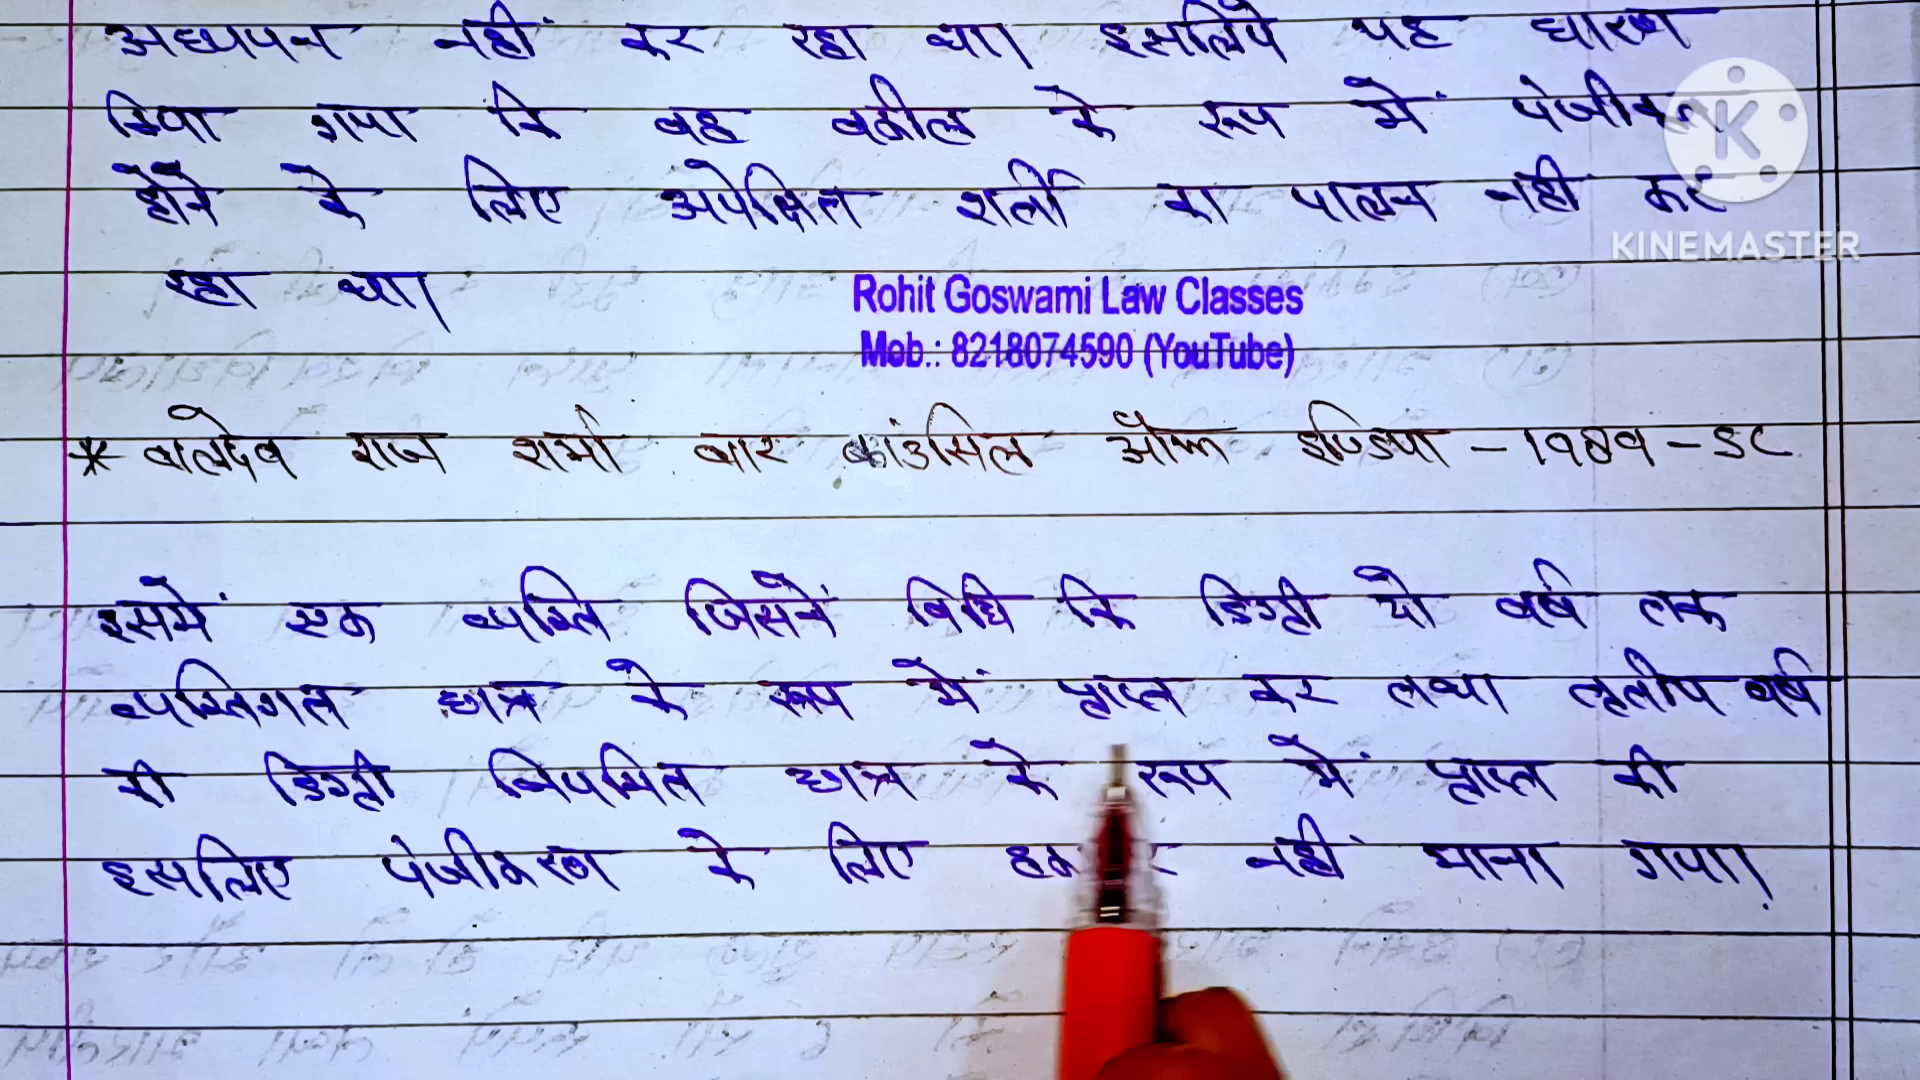 अध्ययन नहीं कर रहा था। इसलिये यह धारण
किया गया कि वह वकील के रूप में पंजीकृत
होने के लिए अपेक्षित शर्तो का पालन नहीं कर
रहा था।
KINEMASTER
Rohit Goswami Law Classes
Mob.: 8218074590 (YouTube)
* बालदेव राज शर्मा बार काउंसिल ऑफ इण्डिया - 1989 - SC
इसमें एक व्यक्ति जिसनें विधि कि डिग्री दो वर्ष तक
व्यक्तिगत छात्र के रूप में प्राप्त कर तथा तृतीय वर्ष
की डिग्री नियमित छात्र के रूप में प्राप्त की
इसलिए पंजीकरण के लिए नहीं माना गया।